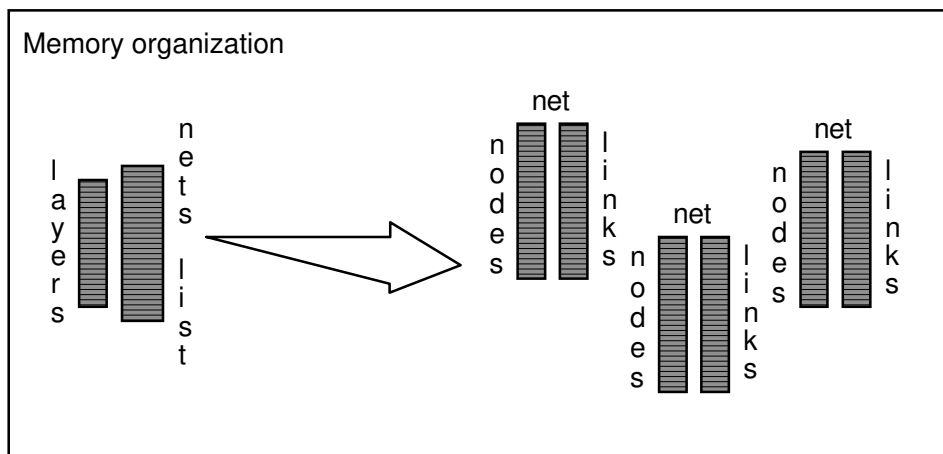 Memory organization
layers
nets list
net
nodes
links
net
nodes
links
net
nodes
links